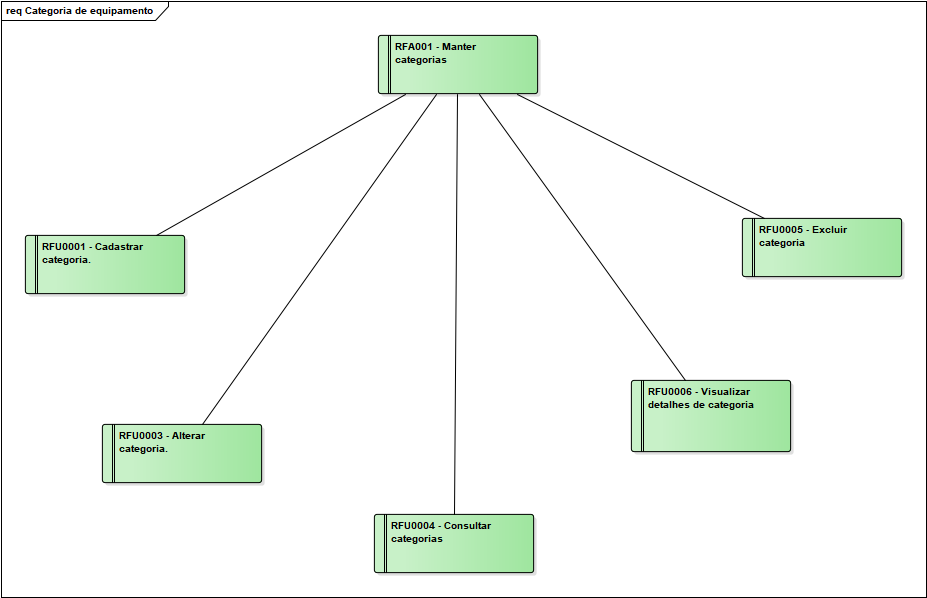 req Categoria de equipamento
RFA001 - Manter
categorias
RFU0001 - Cadastrar
categoria.
RFU0005 - Excluir
categoria
RFU0006 - Visualizar
detalhes de categoria
RFU0003 - Alterar
categoria.
RFU0004 - Consultar
categorias